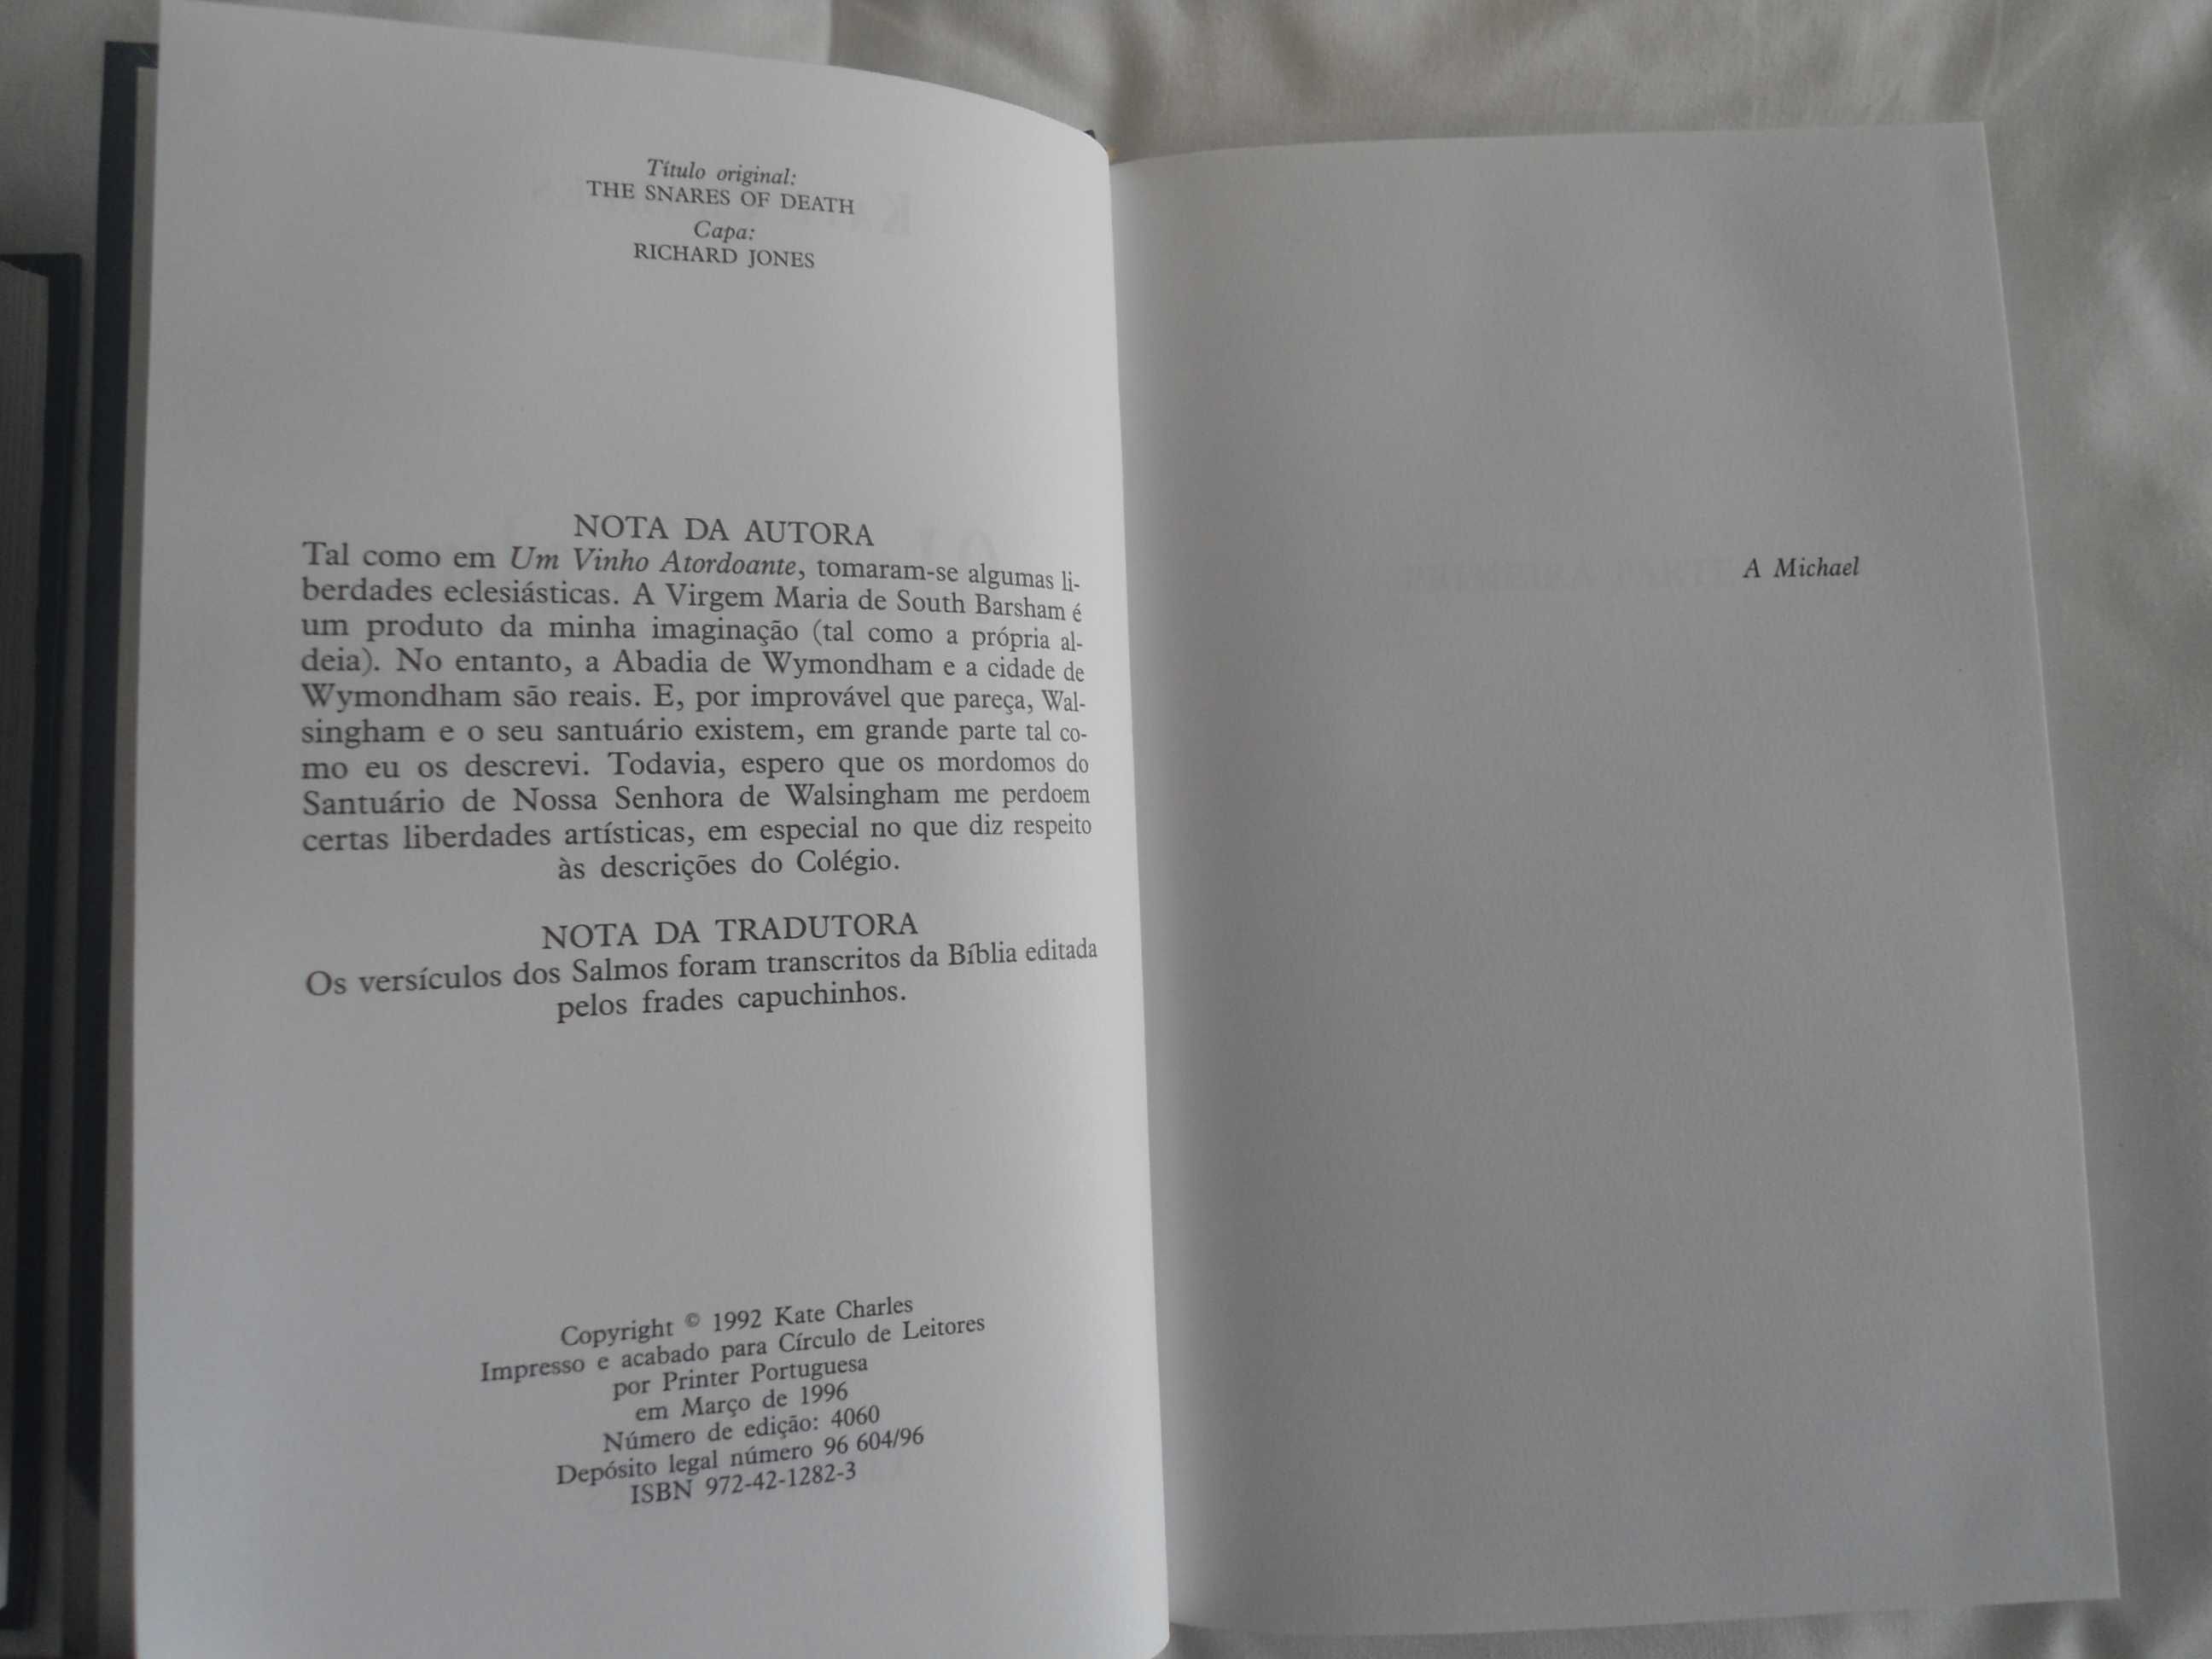 Título original:
THE SNARES OF DEATH
Capa:
RICHARD JONES
NOTA DA AUTORA
Tal como em Um Vinho Atordoante, tomaram-se algumas li-
berdades eclesiásticas. A Virgem Maria de South Barsham é
um produto da minha imaginação (tal como a própria al-
deia). No entanto, a Abadia de Wymondham e a cidade de
Wymondham são reais. E, por improvável que pareça, Wal-
singham e o seu santuário existem, em grande parte tal co-
mo eu os descrevi. Todavia, espero que os mordomos do
Santuário de Nossa Senhora de Walsingham me perdoem
certas liberdades artísticas, em especial no que diz respeito
às descrições do Colégio.
NOTA DA TRADUTORA
Os versículos dos Salmos foram transcritos da Bíblia editada
pelos frades capuchinhos.
Copyright © 1992 Kate Charles
Impresso e acabado para Círculo de Leitores
por Printer Portuguesa
em Março de 1996
Número de edição: 4060
Depósito legal número 96 604/96
ISBN 972-42-1282-3
A Michael